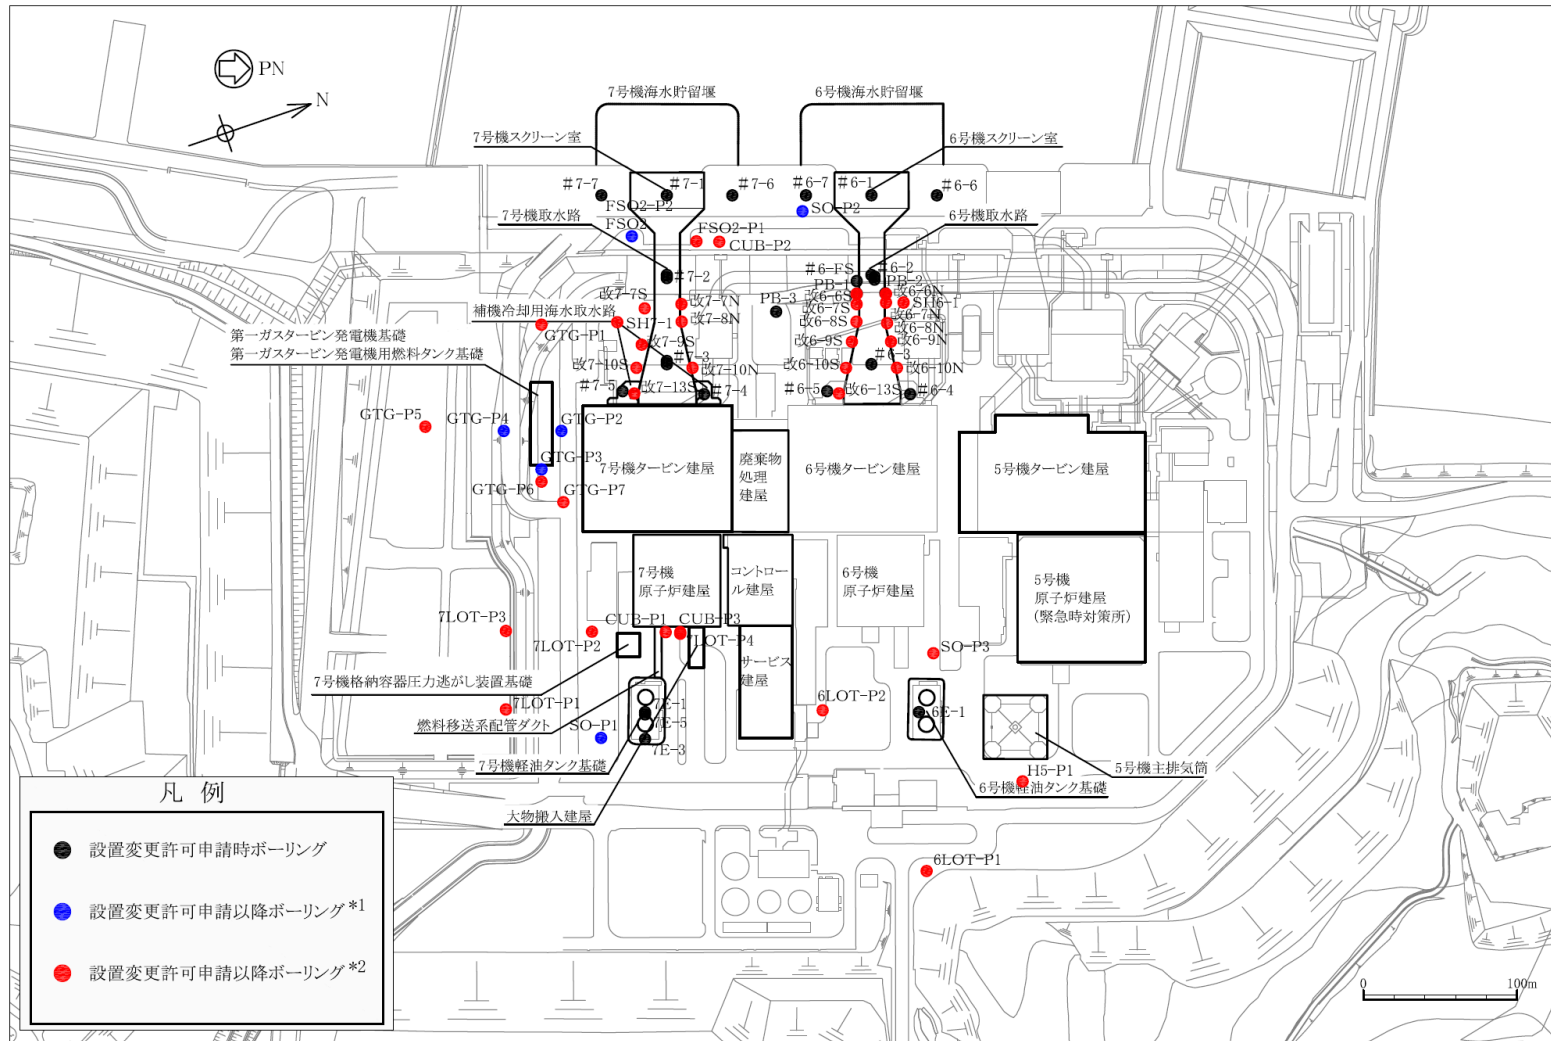 PN
N
7号機海水貯留堰
6号機海水貯留堰
7号機スクリーン室
6号機スクリーン室
#7-7
#7-1
#7-6
#6-7
#6-1
#6-6
FSO2-P2
SO-P2
7号機取水路
6号機取水路
FSO2
FSO2-P1
CUB-P2
#7-2
#6-FS
#6-2
PB-1
PB-2
改7-7S
改7-7N
PB-3
改6-6S
改6-6N
改6-7S
SH6-1
改6-7N
補機冷却用海水取水路
SH7-1
改7-8N
改6-8S
改6-8N
GTG-P1
第一ガスタービン発電機基礎
第一ガスタービン発電機用燃料タンク基礎
改7-9S
改6-9S
改6-9N
#7-3
#6-3
改7-10S
改7-10N
改6-10S
改6-10N
#7-5
改7-13S
#7-4
#6-5
改6-13S
#6-4
GTG-P5
GTG-P4
GTG-P2
GTG-P3
GTG-P6
GTG-P7
7号機タービン建屋
廃棄物
処理
建屋
6号機タービン建屋
5号機タービン建屋
7号機
原子炉建屋
コントロー
ル建屋
6号機
原子炉建屋
5号機
原子炉建屋
(緊急時対策所)
7LOT-P3
7LOT-P2
CUB-P1
CUB-P3
7LOT-P4
SO-P3
サービス
建屋
7号機格納容器圧力逃がし装置基礎
7LOT-P1
燃料移送系配管ダクト
SO-P1
7E-1
7E-5
7E-3
6LOT-P2
6E-1
7号機軽油タンク基礎
H5-P1
5号機主排気筒
6号機軽油タンク基礎
大物搬入建屋
6LOT-P1
凡 例
設置変更許可申請時ボーリング
設置変更許可申請以降ボーリング*1
設置変更許可申請以降ボーリング*2
0
100m